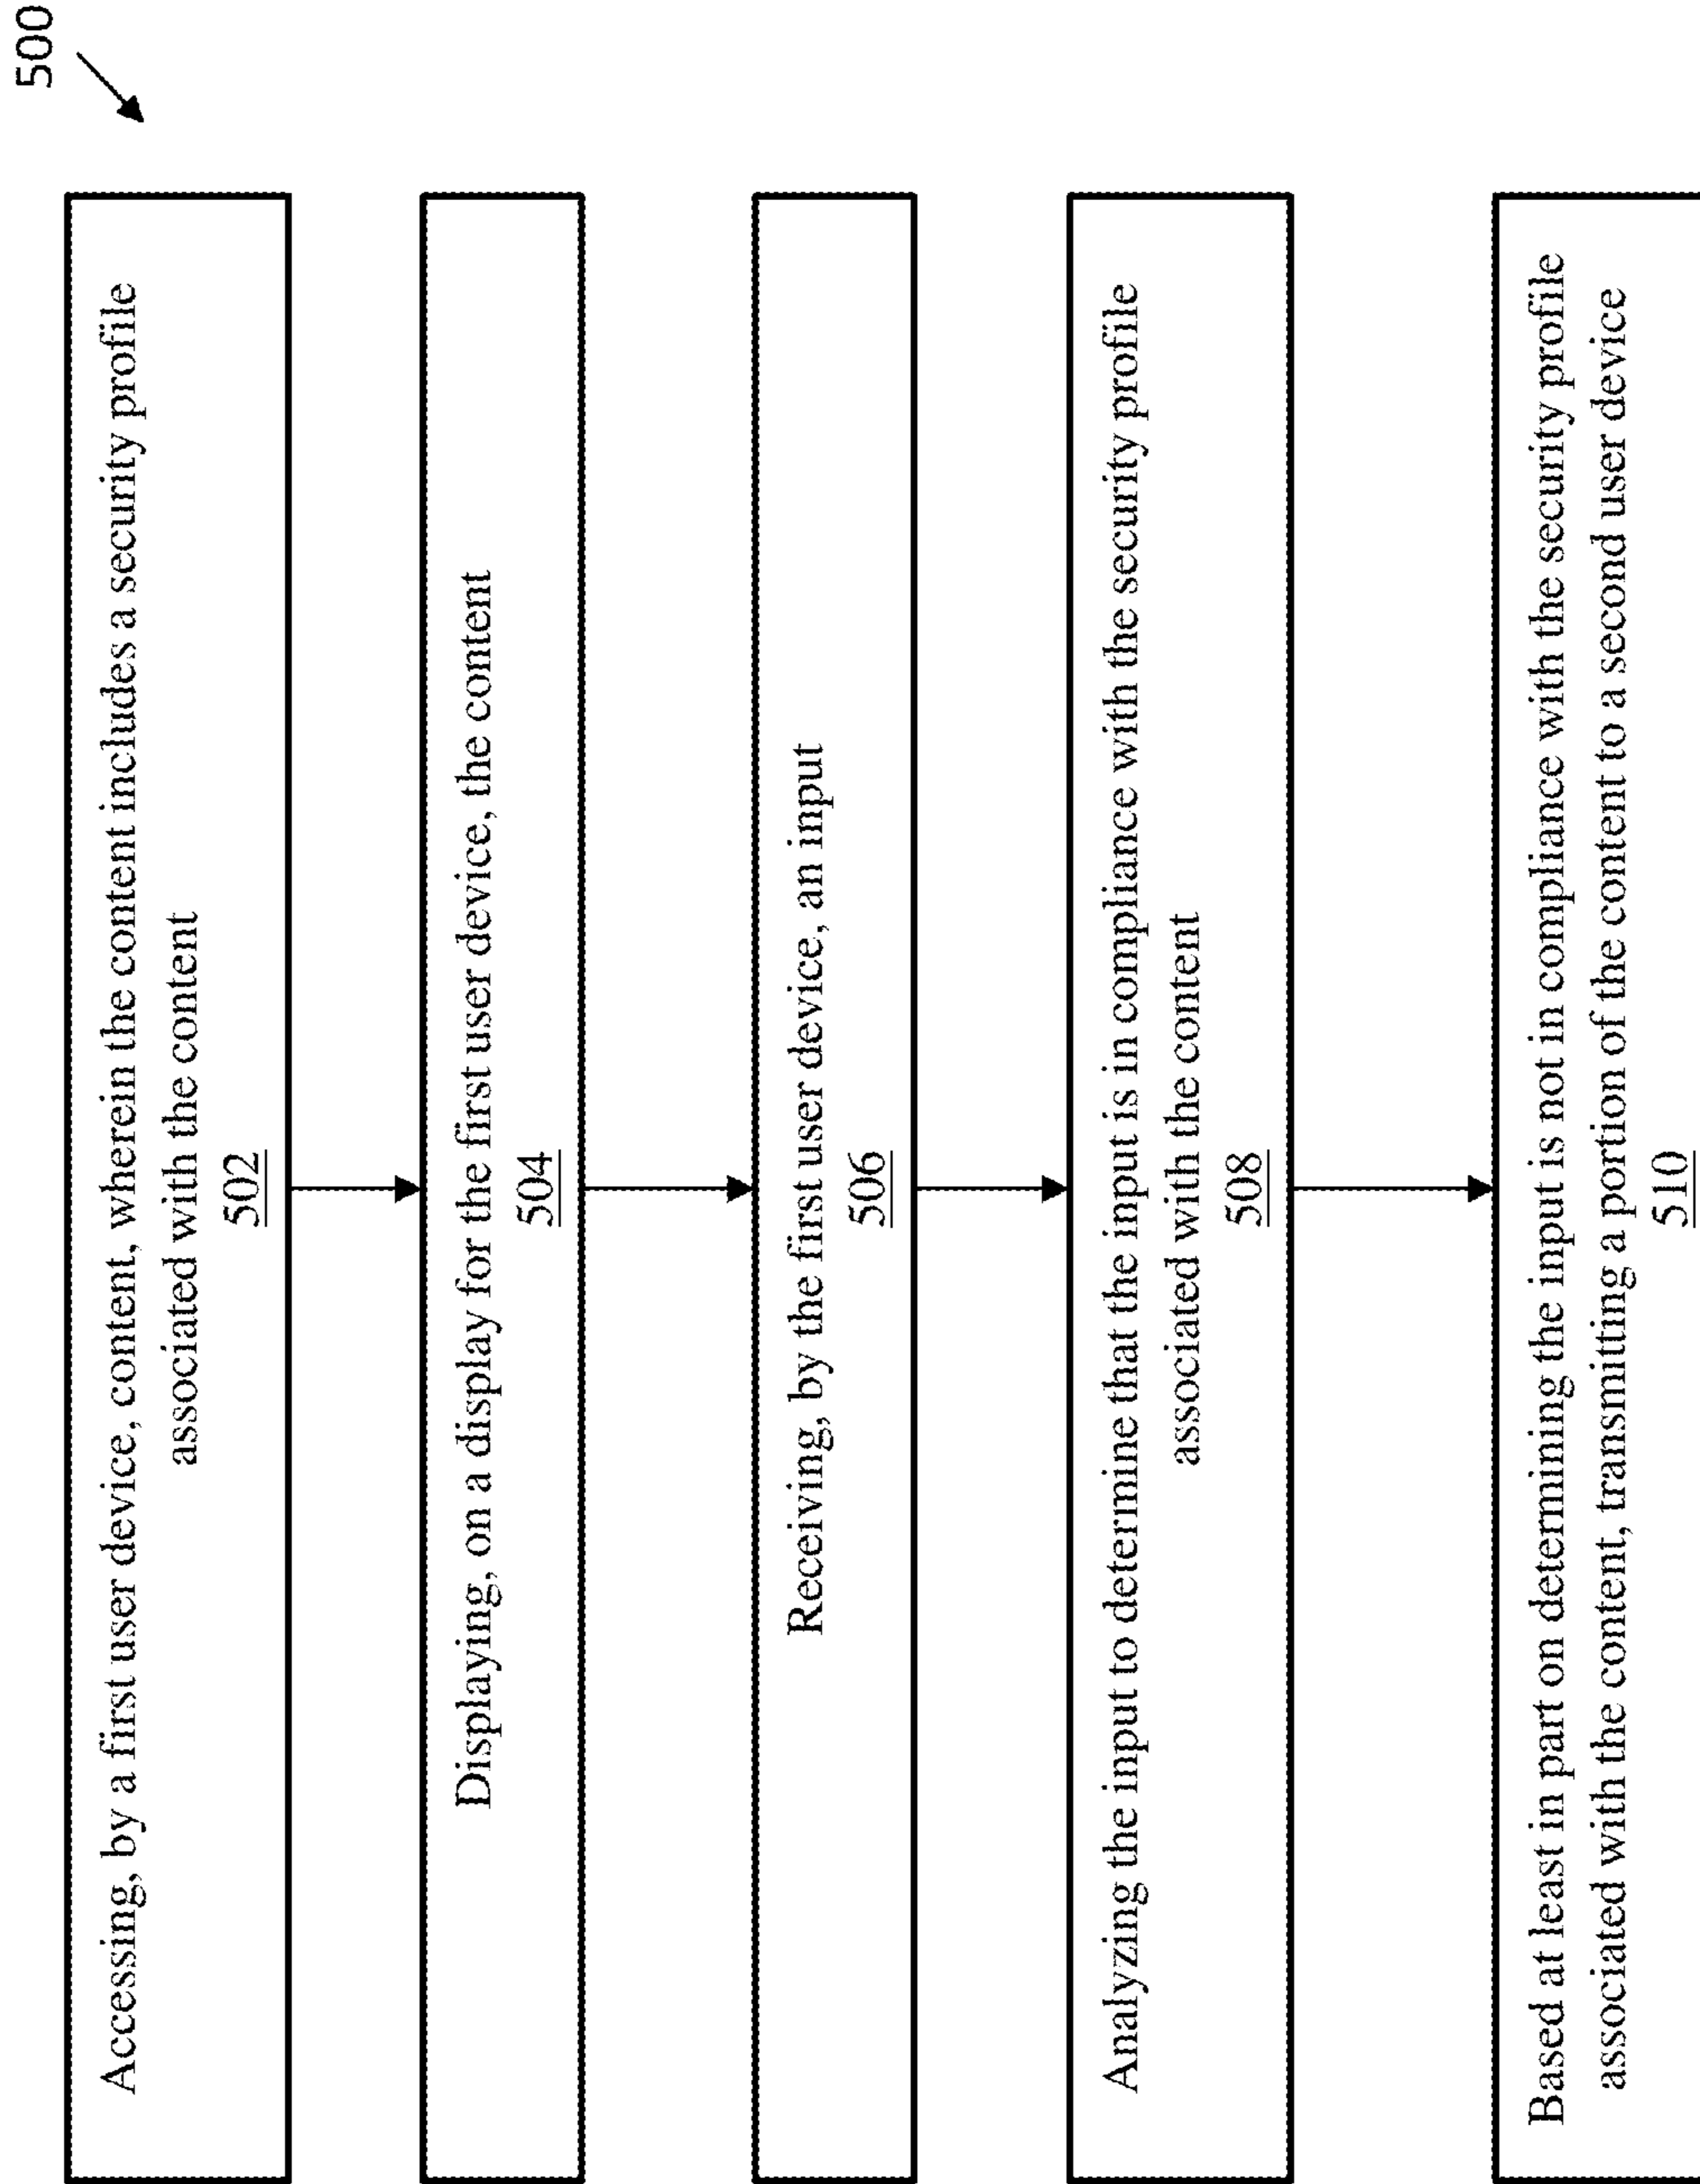 500
Accessing, by a first user device, content, wherein the content includes a security profile
associated with the content
502
Displaying, on a display for the first user device, the content
504
Receiving, by the first user device, an input
506
Analyzing the input to determine that the input is in compliance with the security profile
associated with the content
508
Based at least in part on determining the input is not in compliance with the security profile
associated with the content, transmitting a portion of the content to a second user device
510